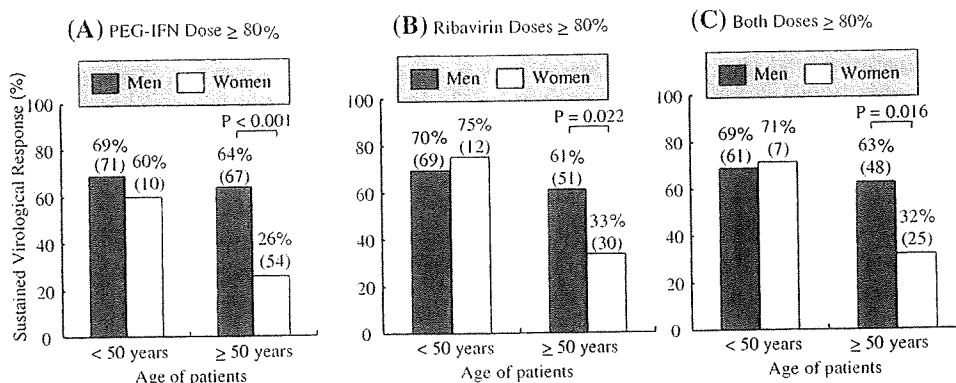 (A) PEG-IFN Dose ≥ 80%
Men Women
Sustained Virological Response (%)
100
80
60
40
20
0
69%
(71)
60%
(10)
P < 0.001
64%
(67)
26%
(54)
< 50 years
≥ 50 years
Age of patients
(B) Ribavirin Doses ≥ 80%
Men Women
100
80
60
40
20
0
70%
(69)
75%
(12)
P = 0.022
61%
(51)
33%
(30)
< 50 years
≥ 50 years
Age of patients
(C) Both Doses ≥ 80%
Men Women
100
80
60
40
20
0
69%
(61)
71%
(7)
P = 0.016
63%
(48)
32%
(25)
< 50 years
≥ 50 years
Age of patients